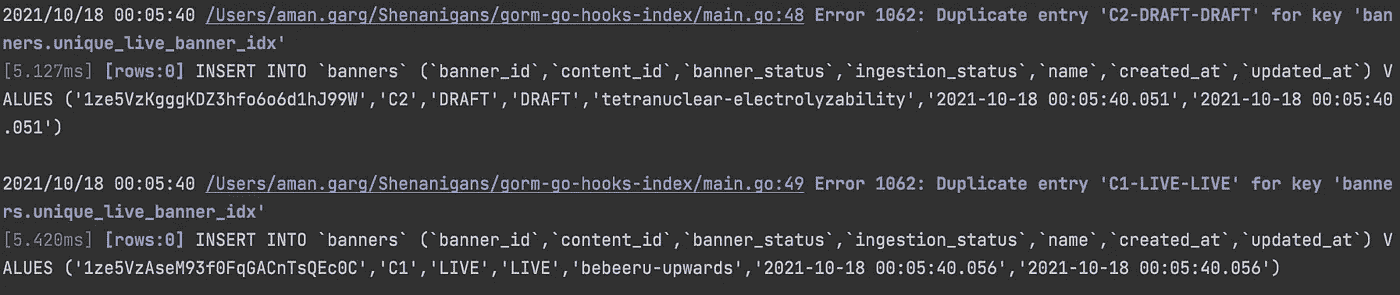 2021/10/18 00:05:40 /Users/aman.garg/Shenanigans/gorm-go-hooks-index/main.go:48 Error 1062: Duplicate entry 'C2-DRAFT-DRAFT' for key 'ban
ners.unique_live_banner_idx'
[5.127ms] [rows:0] INSERT INTO `banners` (`banner_id`,`content_id`,`banner_status`,`ingestion_status`,`name`,`created_at`,`updated_at`) V
ALUES ('1ze5VzKgggKDZ3hfo6o6d1hJ99W','C2','DRAFT','DRAFT','tetranuclear-electrolyzability','2021-10-18 00:05:40.051','2021-10-18 00:05:40
.051')
2021/10/18 00:05:40 /Users/aman.garg/Shenanigans/gorm-go-hooks-index/main.go:49 Error 1062: Duplicate entry 'C1-LIVE-LIVE' for key 'banne
rs.unique_live_banner_idx'
[5.420ms] [rows:0] INSERT INTO `banners` (`banner_id`,`content_id`,`banner_status`,`ingestion_status`,`name`,`created_at`,`updated_at`) V
ALUES ('1ze5VzAseM93f0FqGACnTsQEc0C','C1','LIVE','LIVE','bebeeru-upwards','2021-10-18 00:05:40.056','2021-10-18 00:05:40.056')